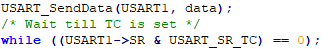 USART_SendData(USART1, data);
/* Wait till TC is set */
while ((USART1->SR & USART_SR_TC) == 0);